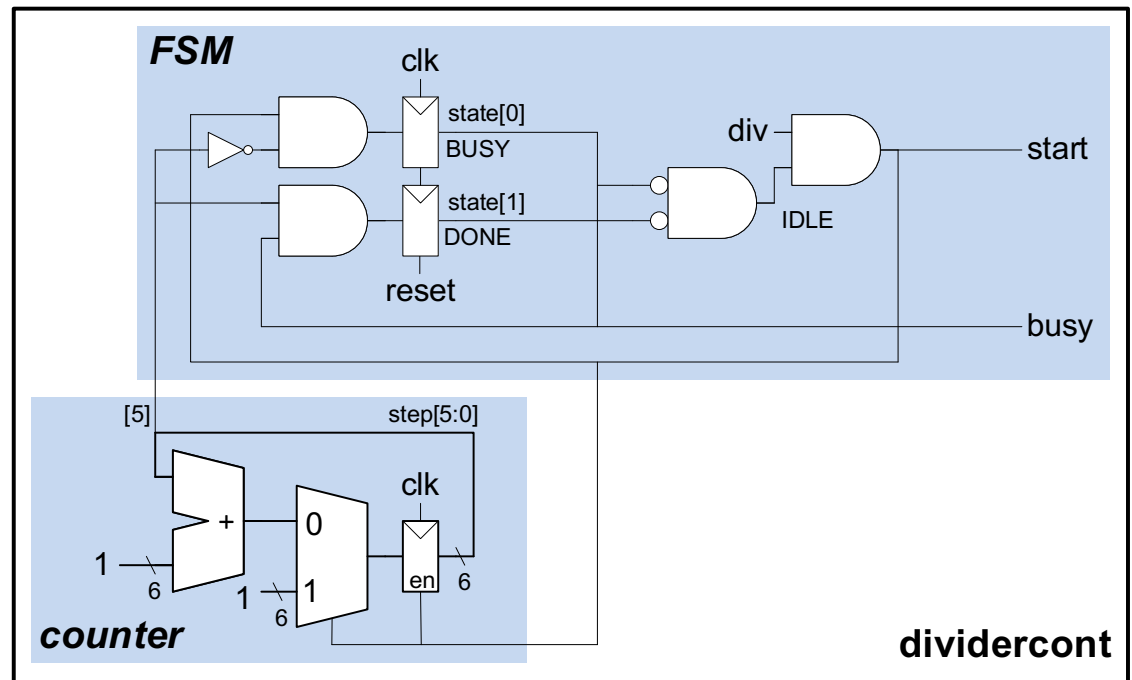 FSM
clk
state[0]
BUSY
div
start
state[1]
DONE
IDLE
reset
busy
[5]
step[5:0]
clk
+
0
1
6
1
6
1
en
6
counter
dividercont